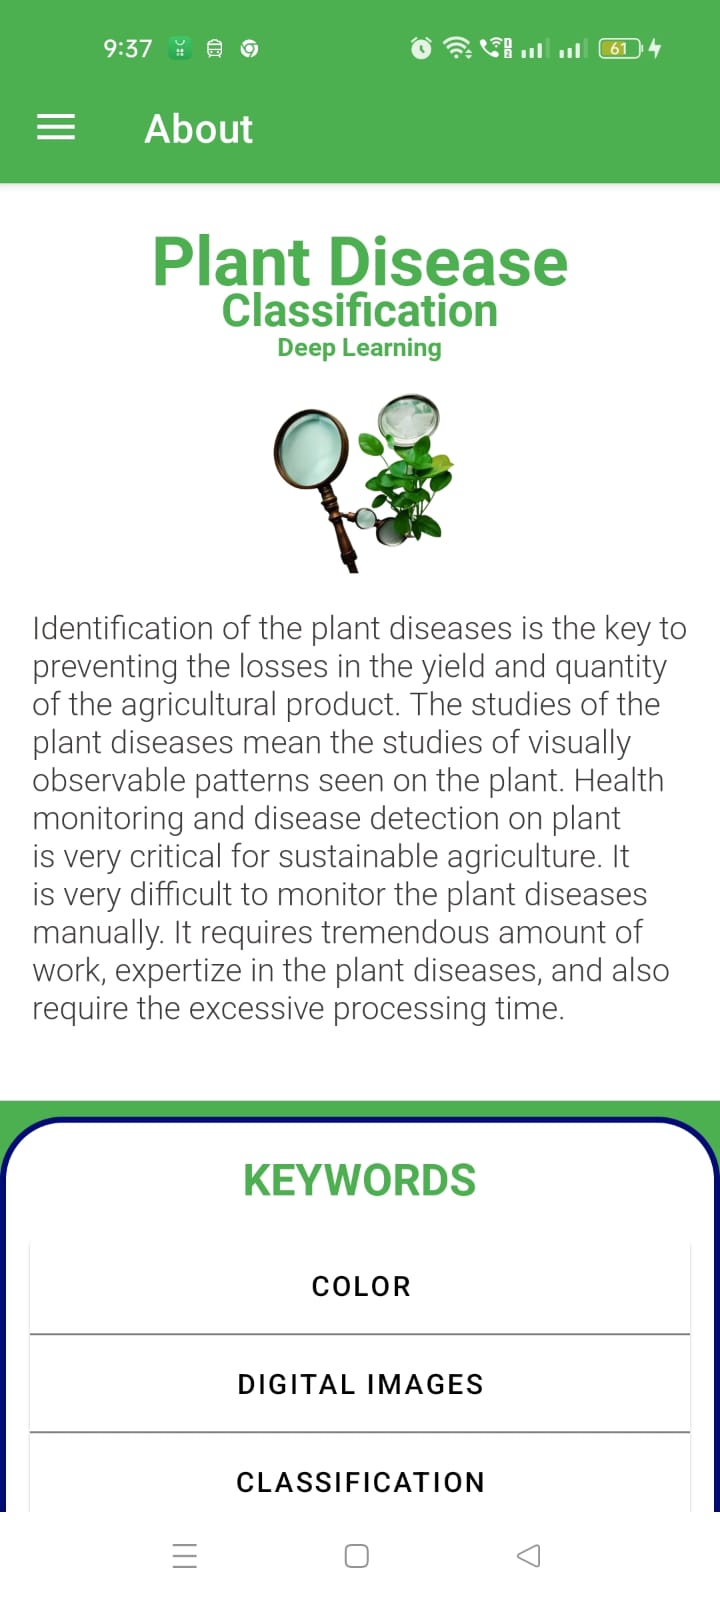 9:37
61
About
Plant Disease
Classification
Deep Learning
Identification of the plant diseases is the key to
preventing the losses in the yield and quantity
of the agricultural product. The studies of the
plant diseases mean the studies of visually
observable patterns seen on the plant. Health
monitoring and disease detection on plant
is very critical for sustainable agriculture. It
is very difficult to monitor the plant diseases
manually. It requires tremendous amount of
work, expertize in the plant diseases, and also
require the excessive processing time.
KEYWORDS
COLOR
DIGITAL IMAGES
CLASSIFICATION